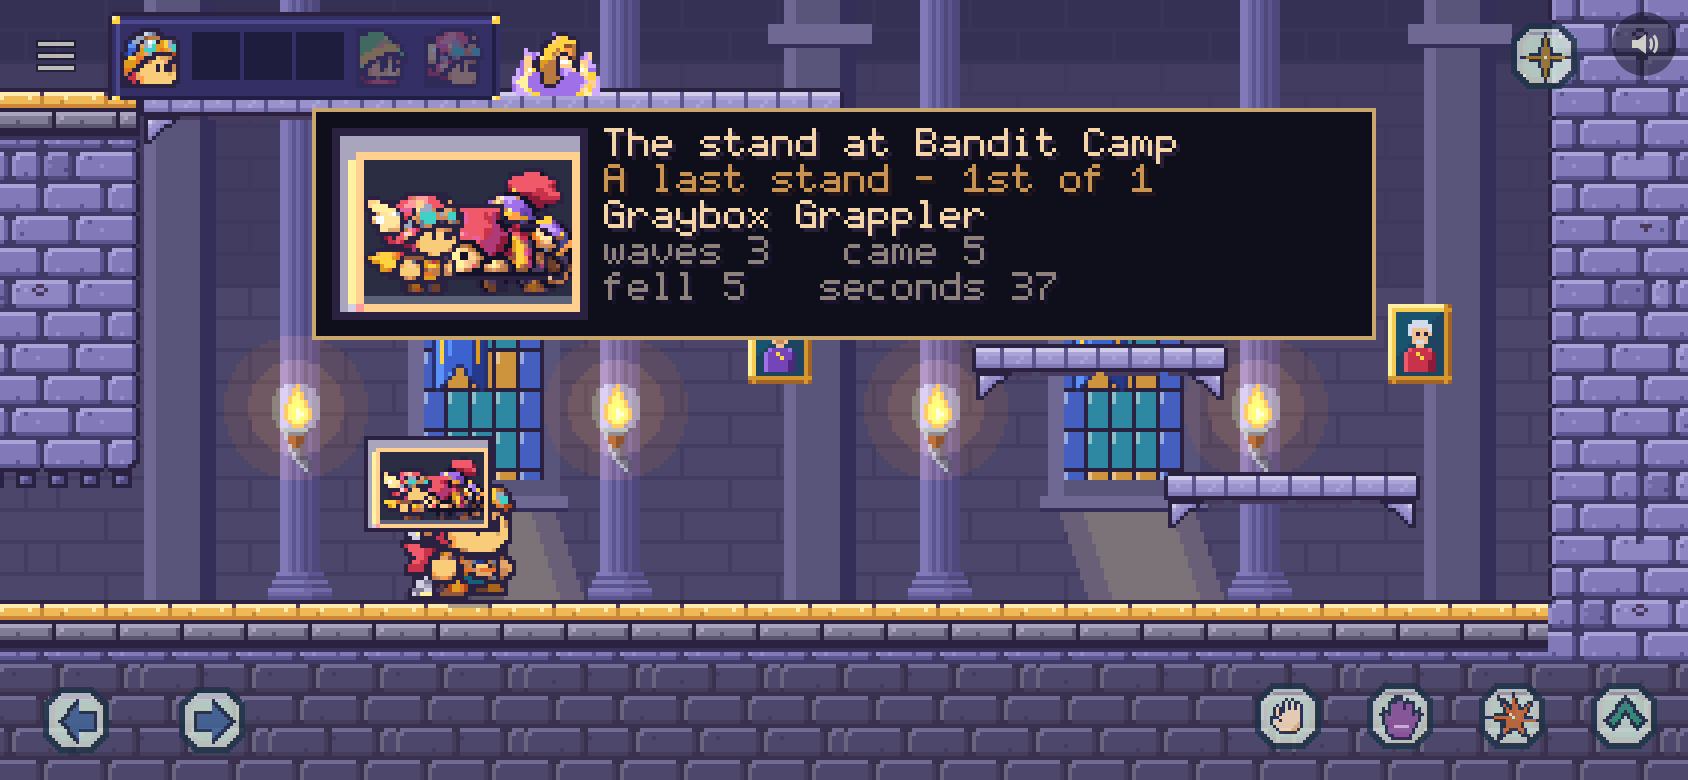 The stand at Bandit Camp
A last stand - 1st of 1
Graybox Grappler
waves 3 came 5
fell 5 seconds 37